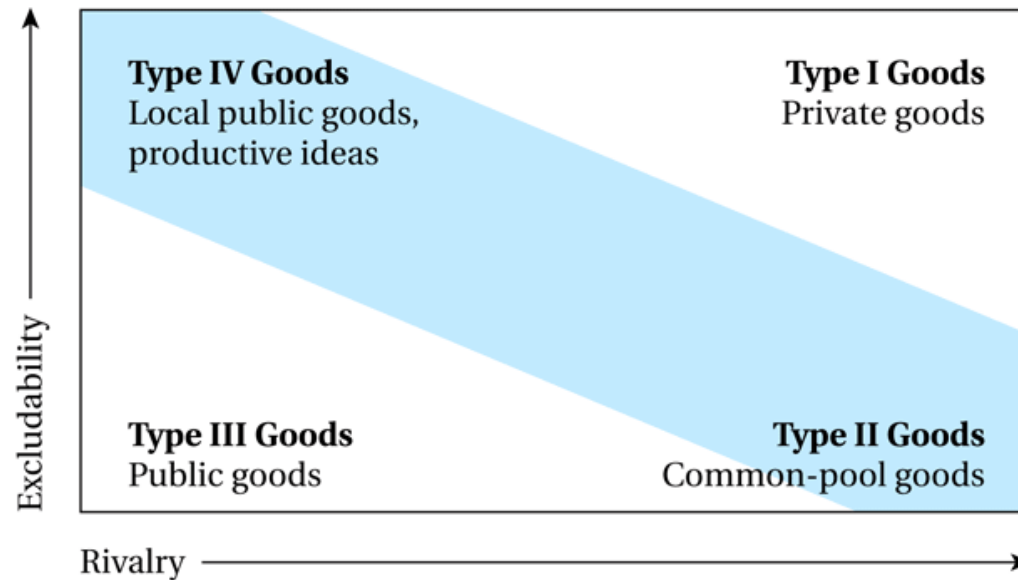 Type IV Goods
Local public goods,
productive ideas
Type I Goods
Private goods
Type III Goods
Public goods
Type II Goods
Common-pool goods
Excludability
Rivalry